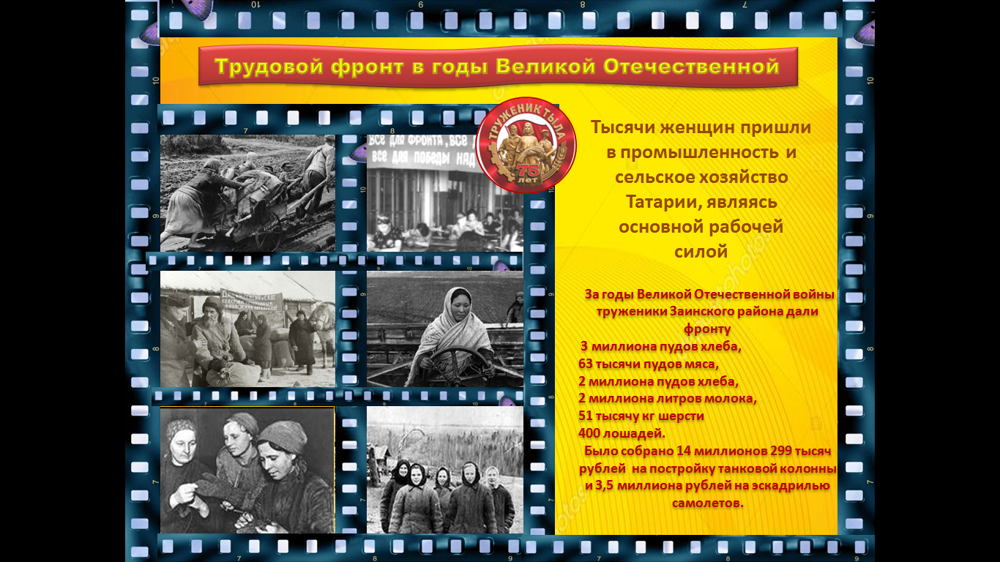 Трудовой фронт в годы Великой Отечественной
ТРУЖЕНИК ТЫЛА
75
лет
ВСЕ ДЛЯ ФРОНТА, ВСЕ
ВСЕ ДЛЯ ПОБЕДЫ НАД
Тысячи женщин пришли
в промышленность и
сельское хозяйство
Татарии, являясь
основной рабочей
силой
За годы Великой Отечественной войны
труженики Заинского района дали
фронту
3 миллиона пудов хлеба,
63 тысячи пудов мяса,
2 миллиона пудов хлеба,
2 миллиона литров молока,
51 тысячу кг шерсти
400 лошадей.
Было собрано 14 миллионов 299 тысяч
рублей на постройку танковой колонны
и 3,5 миллиона рублей на эскадрилью
самолетов.